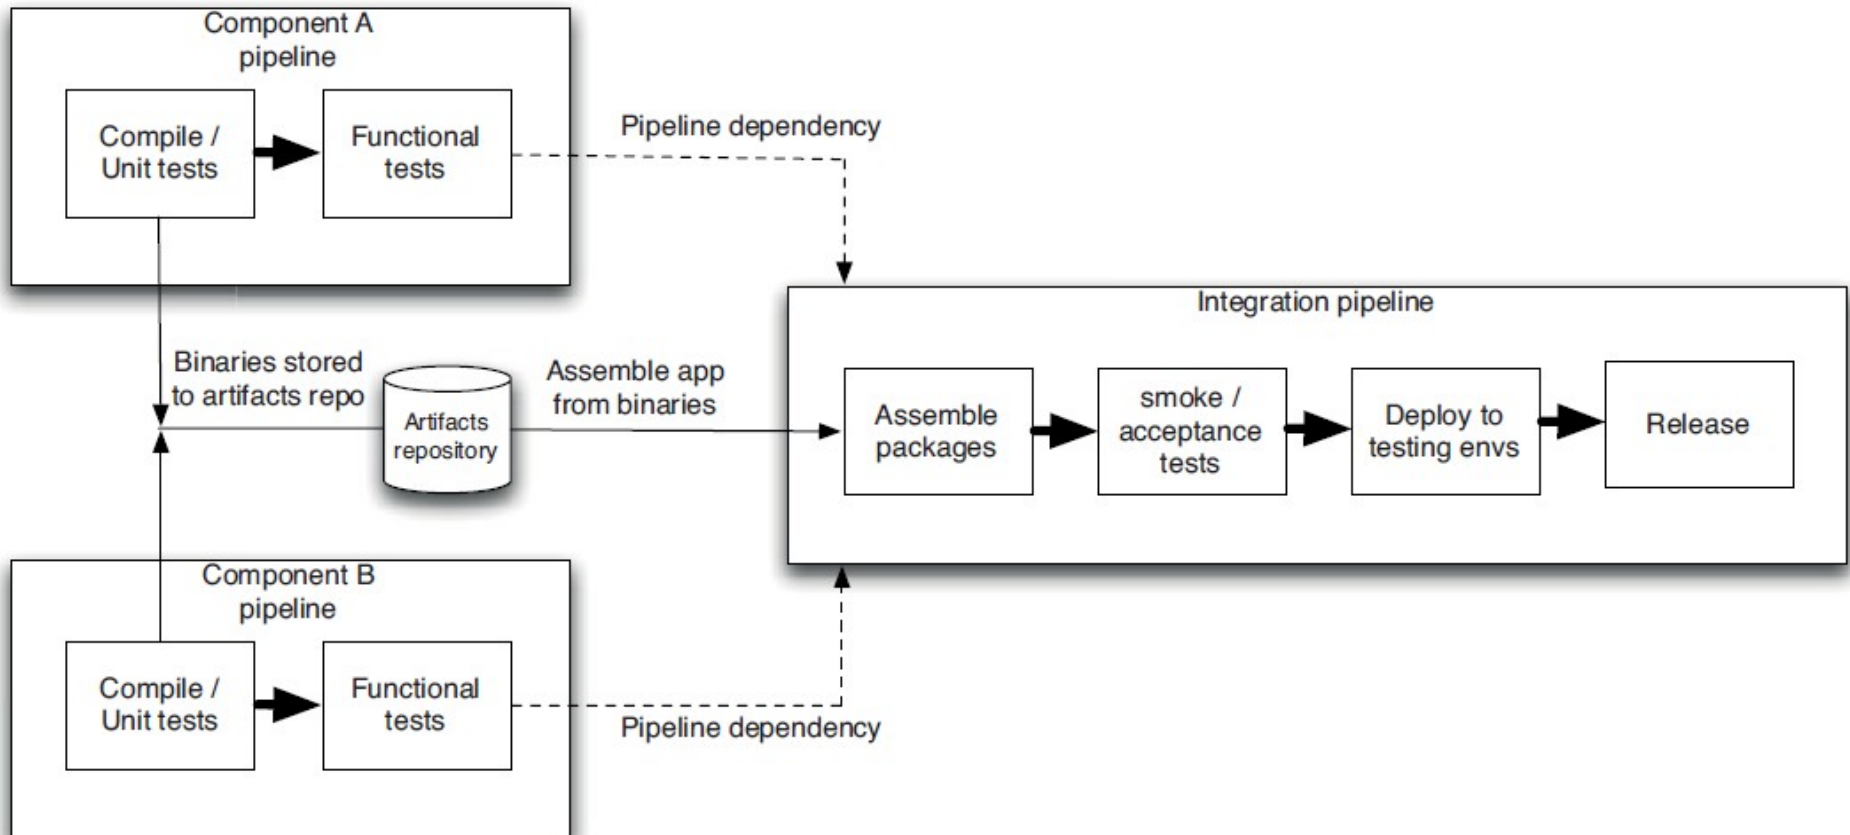 Component A
pipeline
Compile /
Unit tests
Functional
tests
Pipeline dependency
Integration pipeline
Binaries stored
to artifacts repo
Artifacts
repository
Assemble app
from binaries
Assemble
packages
smoke /
acceptance
tests
Deploy to
testing envs
Release
Component B
pipeline
Compile /
Unit tests
Functional
tests
Pipeline dependency